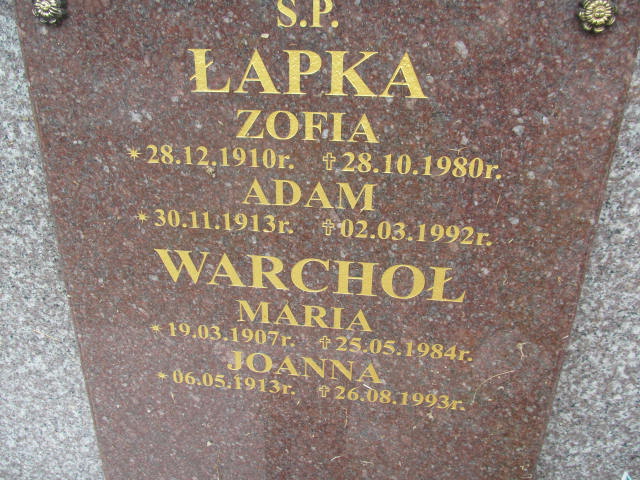 S.P.
ŁAPKA
ZOFIA
* 28.12.1910r. ✝ 28.10.1980r.
ADAM
* 30.11.1913r. ✝ 02.03.1992r.
WARCHOŁ
MARIA
* 19.03.1907r. ✝ 25.05.1984r.
JOANNA
* 06.05.1913r. ✝ 26.08.1993r.